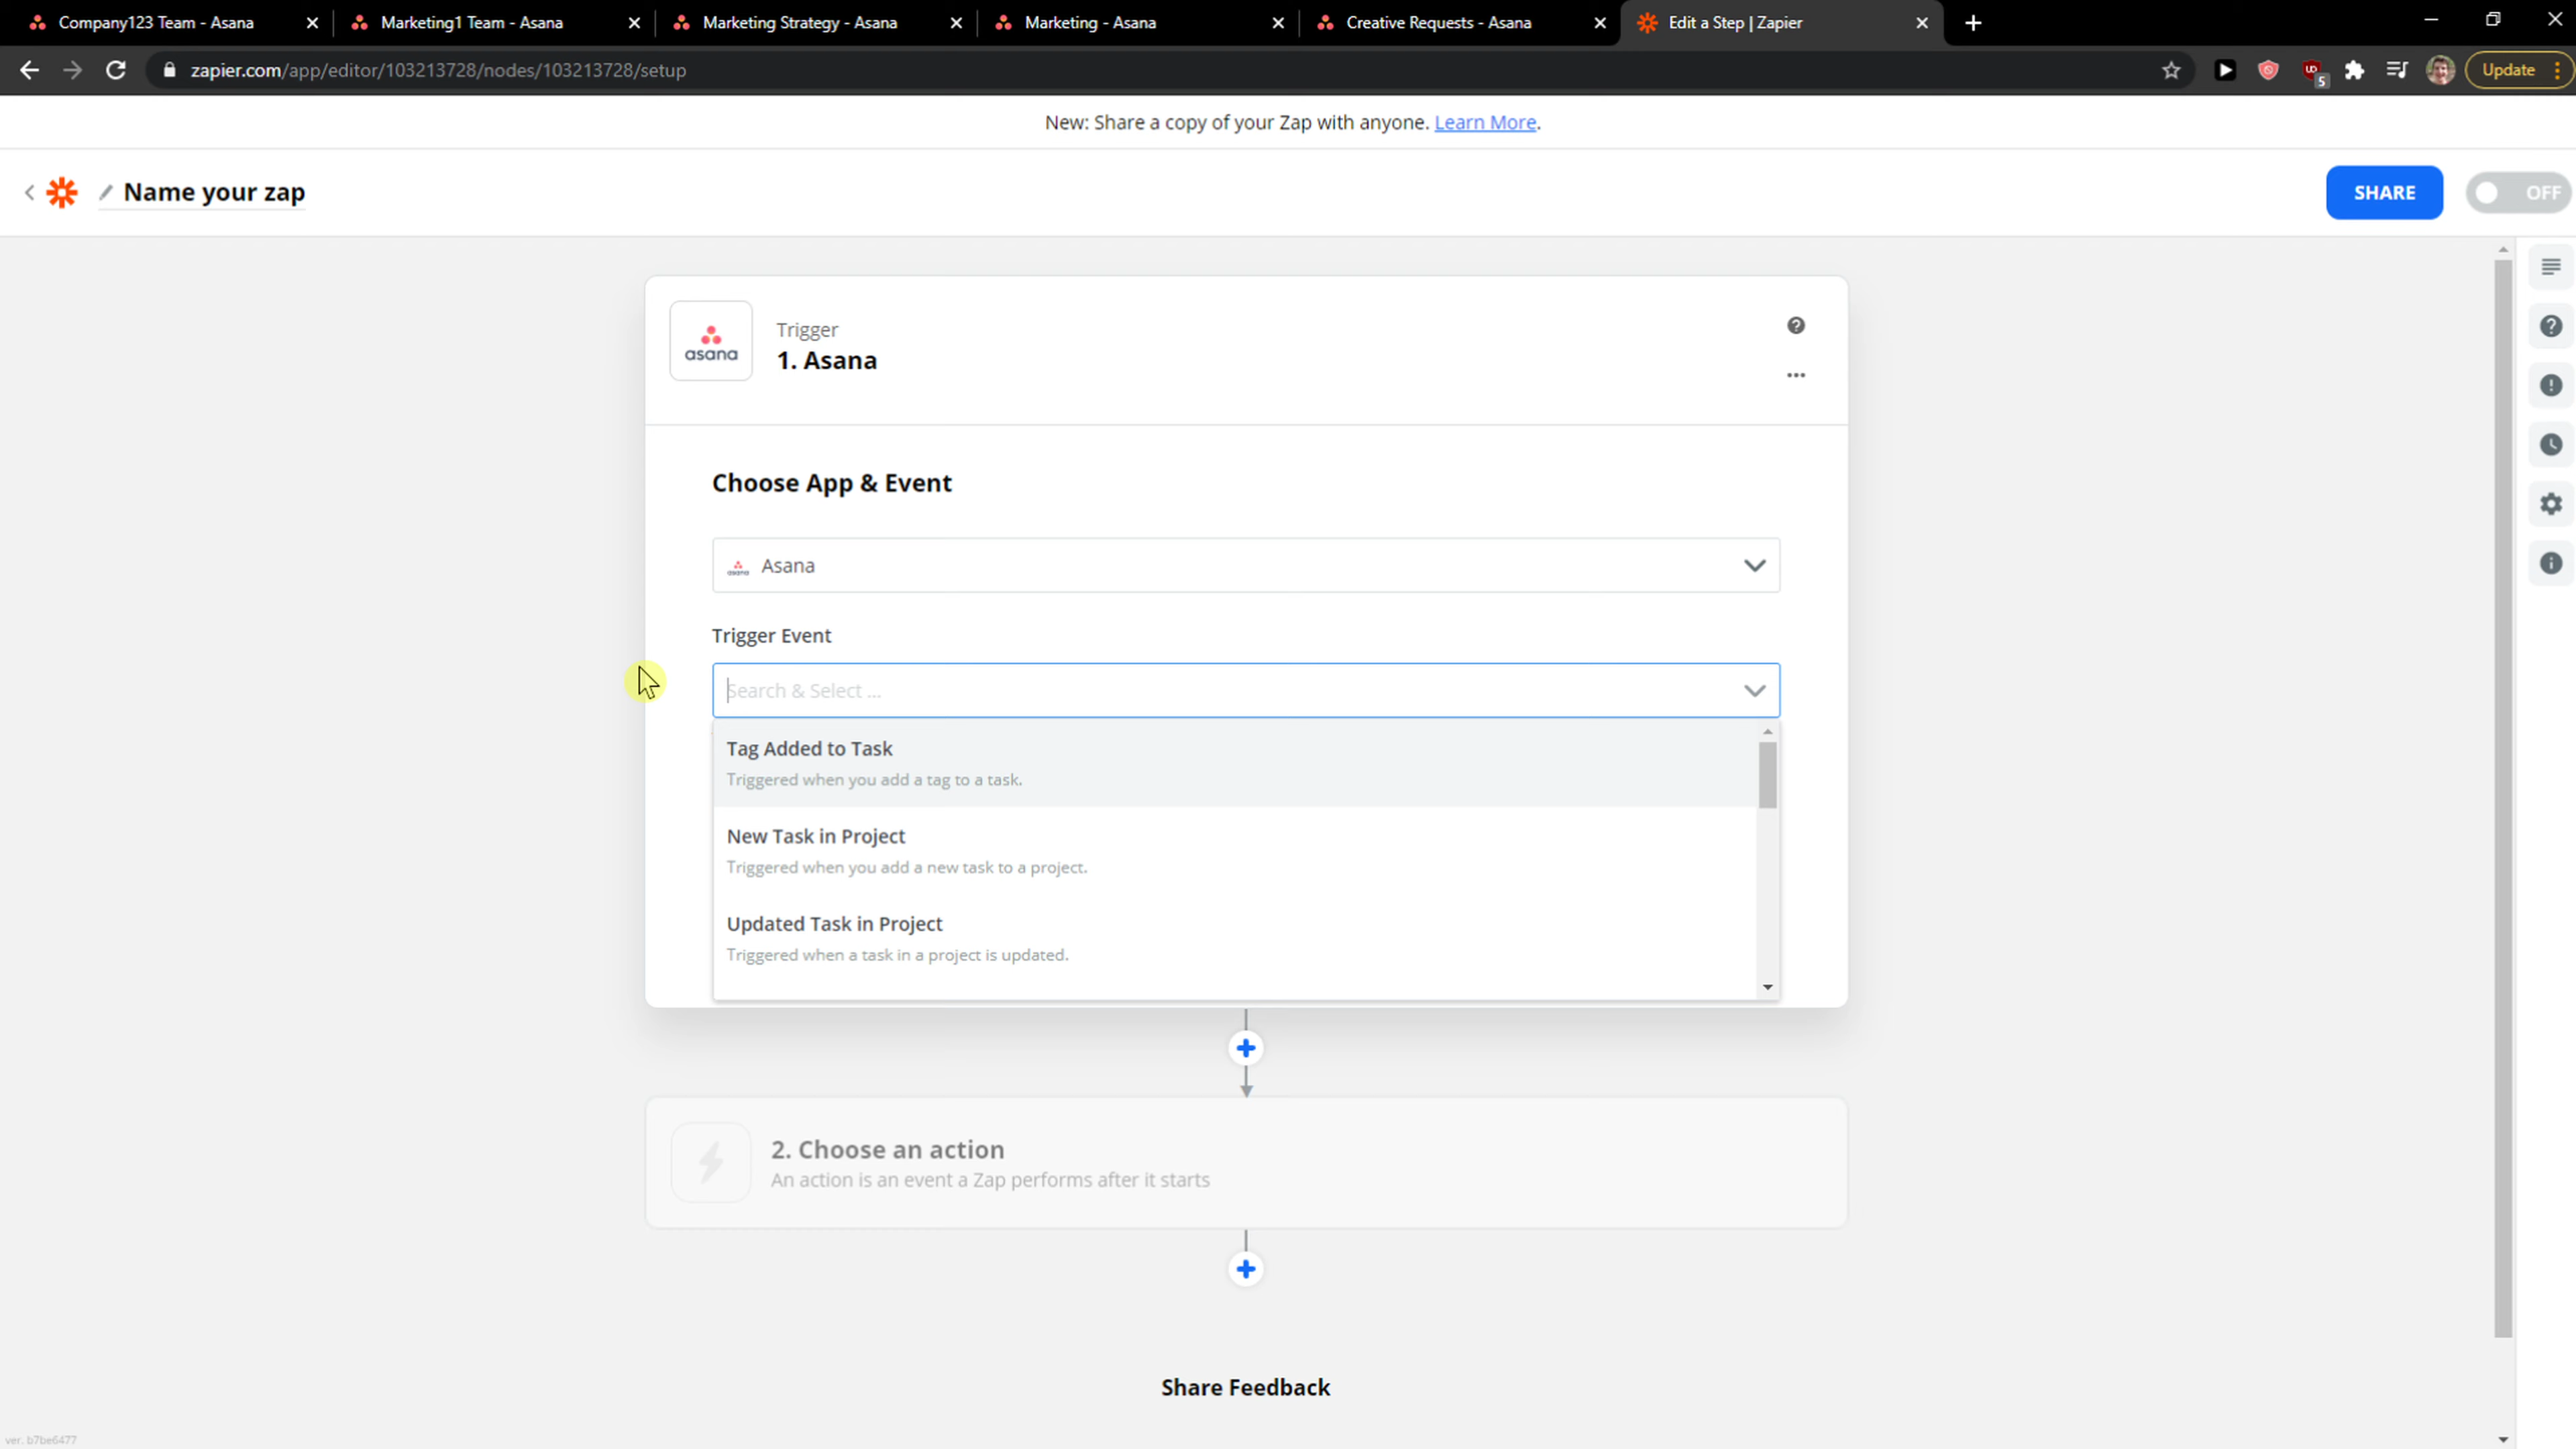 Company123 Team - Asana
Marketing1 Team - Asana
Marketing Strategy - Asana
Marketing - Asana
Creative Requests - Asana
Edit a Step | Zapier
zapier.com/app/editor/103213728/nodes/103213728/setup
5
Update
New: Share a copy of your Zap with anyone. Learn More.
Name your zap
SHARE
OFF
asana
Trigger
1. Asana
Choose App & Event
asana
Asana
Trigger Event
Search & Select ...
Tag Added to Task
Triggered when you add a tag to a task.
New Task in Project
Triggered when you add a new task to a project.
Updated Task in Project
Triggered when a task in a project is updated.
2. Choose an action
An action is an event a Zap performs after it starts
Share Feedback
ver. b7be6477